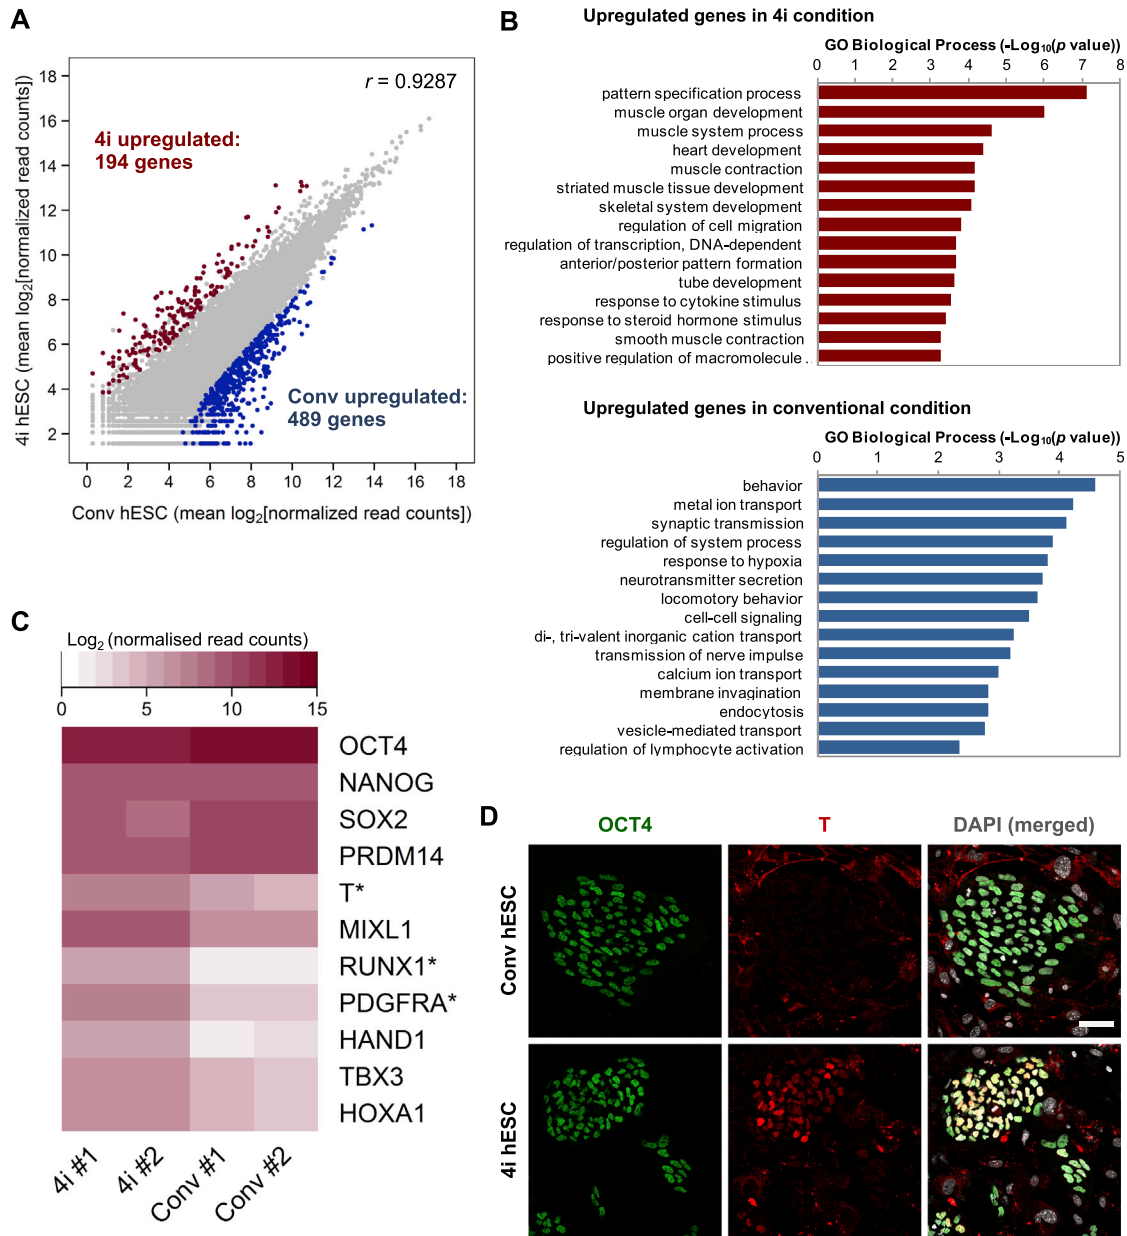 A
r = 0.9287
4i upregulated:
194 genes
Conv upregulated:
489 genes
18
16
14
12
10
8
6
4
2
0 2 4 6 8 10 12 14 16 18
4i hESC (mean log2[normalized read counts])
Conv hESC (mean log2[normalized read counts])
B
Upregulated genes in 4i condition
GO Biological Process (-Log10(p value))
0 1 2 3 4 5 6 7 8
pattern specification process
muscle organ development
muscle system process
heart development
muscle contraction
striated muscle tissue development
skeletal system development
regulation of cell migration
regulation of transcription, DNA-dependent
anterior/posterior pattern formation
tube development
response to cytokine stimulus
response to steroid hormone stimulus
smooth muscle contraction
positive regulation of macromolecule .
Upregulated genes in conventional condition
GO Biological Process (-Log10(p value))
0 1 2 3 4 5
behavior
metal ion transport
synaptic transmission
regulation of system process
response to hypoxia
neurotransmitter secretion
locomotory behavior
cell-cell signaling
di-, tri-valent inorganic cation transport
transmission of nerve impulse
calcium ion transport
membrane invagination
endocytosis
vesicle-mediated transport
regulation of lymphocyte activation
C
Log2 (normalised read counts)
0 5 10 15
OCT4
NANOG
SOX2
PRDM14
T*
MIXL1
RUNX1*
PDGFRA*
HAND1
TBX3
HOXA1
4i #1
4i #2
Conv #1
Conv #2
D
OCT4 T DAPI (merged)
Conv hESC
4i hESC